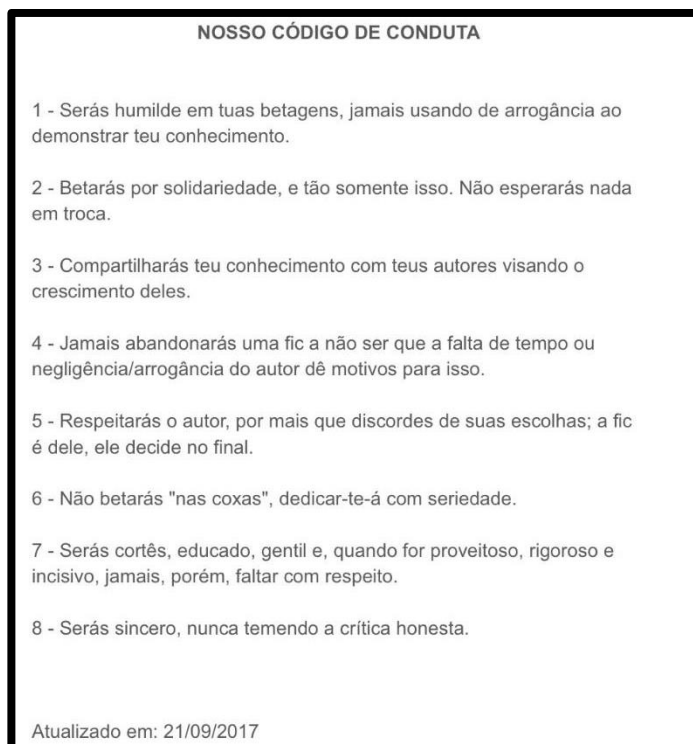 NOSSO CÓDIGO DE CONDUTA
1 - Serás humilde em tuas betagens, jamais usando de arrogância ao
demonstrar teu conhecimento.
2 - Betarás por solidariedade, e tão somente isso. Não esperarás nada
em troca.
3 - Compartilharás teu conhecimento com teus autores visando o
crescimento deles.
4 - Jamais abandonarás uma fic a não ser que a falta de tempo ou
negligência/arrogância do autor dê motivos para isso.
5 - Respeitarás o autor, por mais que discordes de suas escolhas; a fic
é dele, ele decide no final.
6 - Não betarás "nas coxas", dedicar-te-á com seriedade.
7 - Serás cortês, educado, gentil e, quando for proveitoso, rigoroso e
incisivo, jamais, porém, faltar com respeito.
8 - Serás sincero, nunca temendo a crítica honesta.
Atualizado em: 21/09/2017